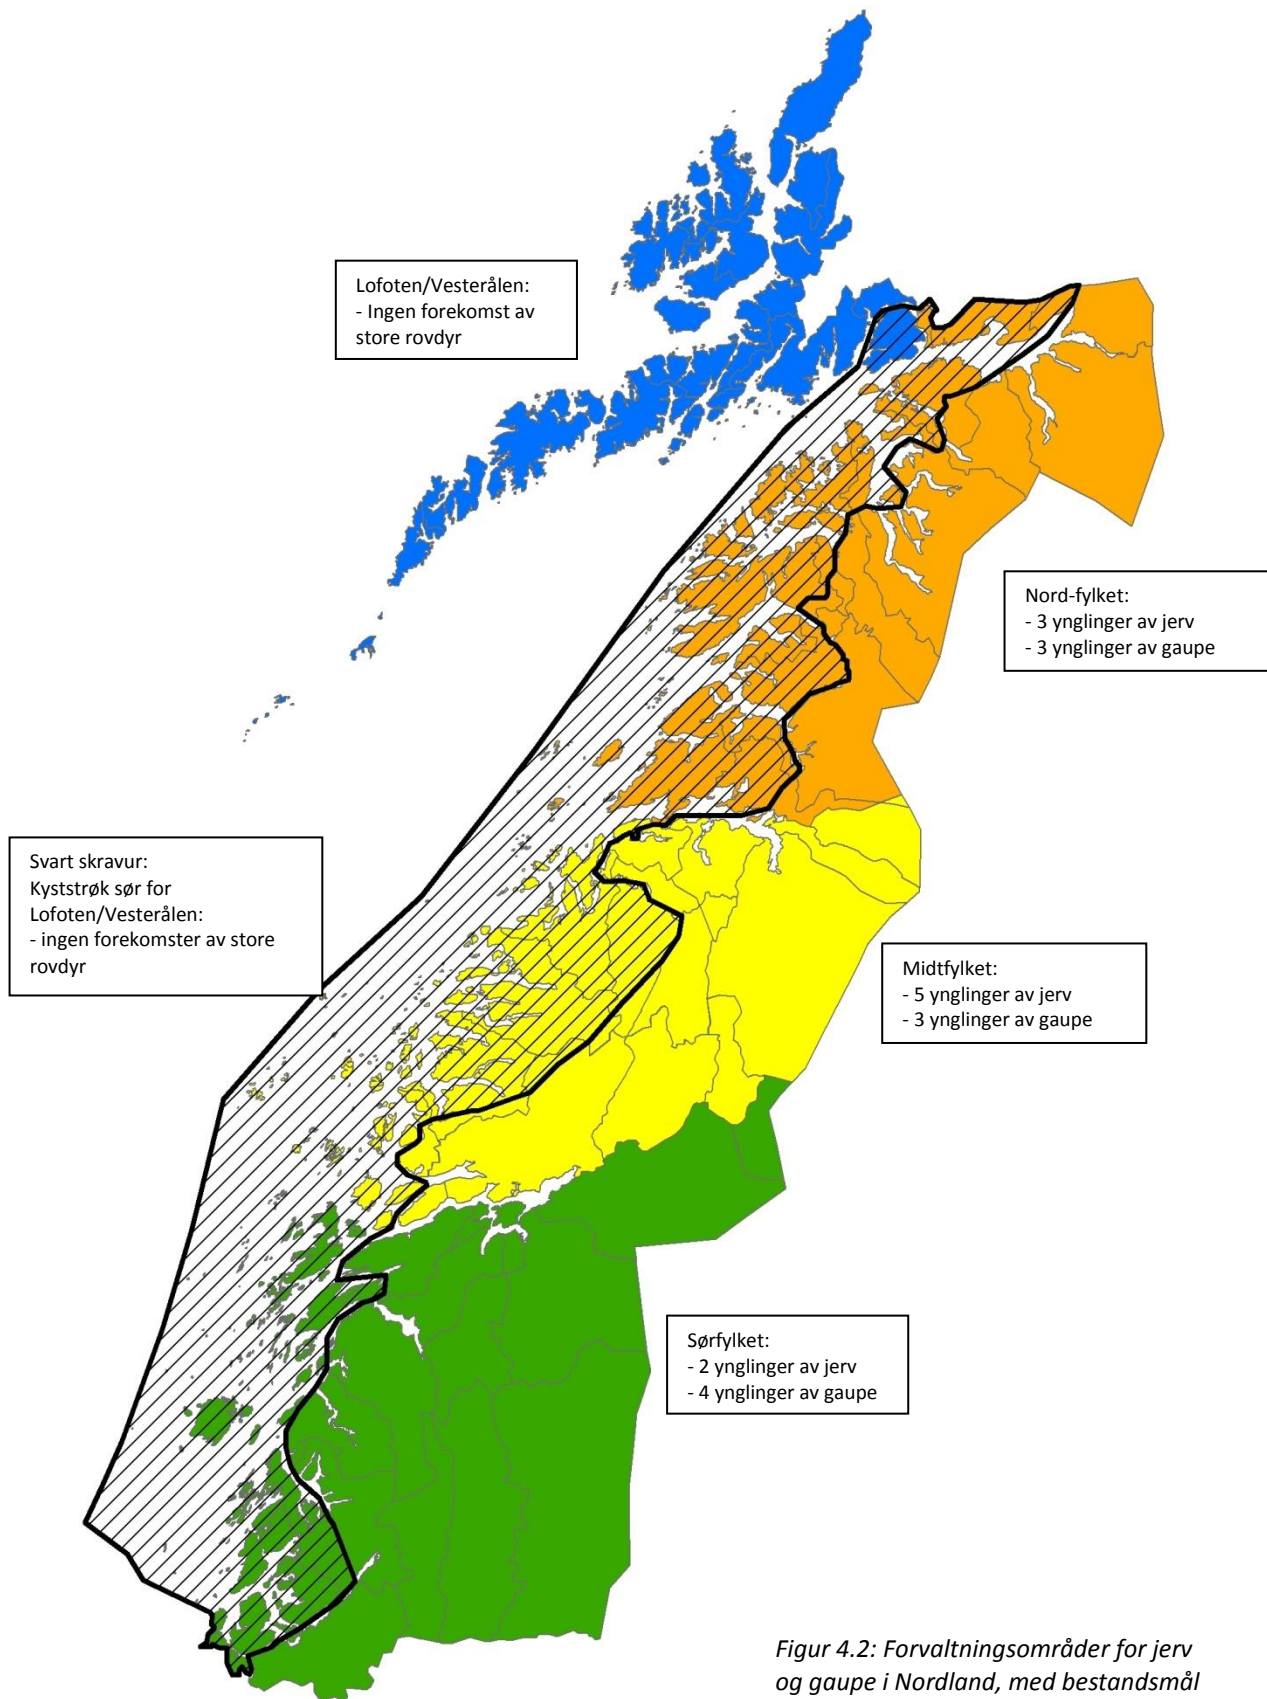 Lofoten/Vesterålen:
- Ingen forekomst av
store rovdyr
Nord-fylket:
- 3 ynglinger av jerv
- 3 ynglinger av gaupe
Svart skravur:
Kyststrøk sør for
Lofoten/Vesterålen:
- ingen forekomster av store
rovdyr
Midtfylket:
- 5 ynglinger av jerv
- 3 ynglinger av gaupe
Sørfylket:
- 2 ynglinger av jerv
- 4 ynglinger av gaupe
Figur 4.2: Forvaltningsområder for jerv
og gaupe i Nordland, med bestandsmål